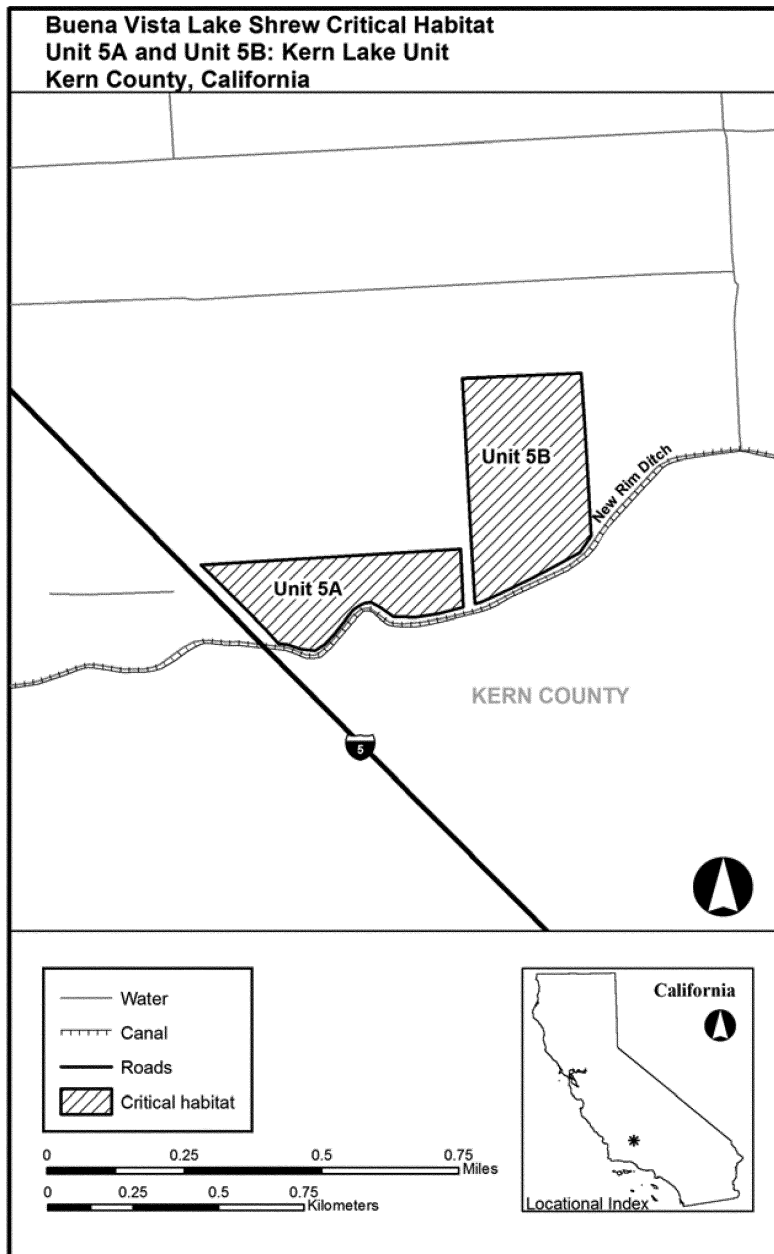 Buena Vista Lake Shrew Critical Habitat
Unit 5A and Unit 5B: Kern Lake Unit
Kern County, California
Unit 5B
New Rim Ditch
Unit 5A
KERN COUNTY
5
Water
Canal
Roads
Critical habitat
0 0.25 0.5 0.75
Miles
0 0.25 0.5 0.75
Kilometers
California
Locational Index